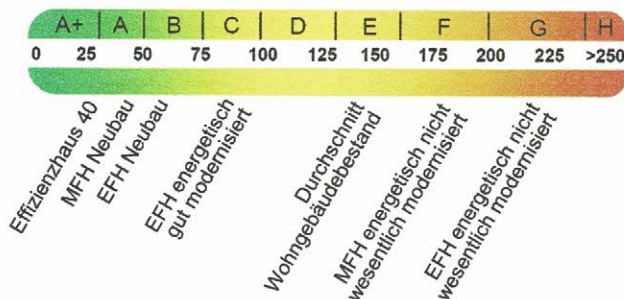 A+ A B C D E F G H
0 25 50 75 100 125 150 175 200 225 >250
Effizienzhaus 40
MFH Neubau
EFH Neubau
EFH energetisch
gut modernisiert
Durchschnitt
Wohngebäudebestand
MFH energetisch nicht
wesentlich modernisiert
EFH energetisch nicht
wesentlich modernisiert